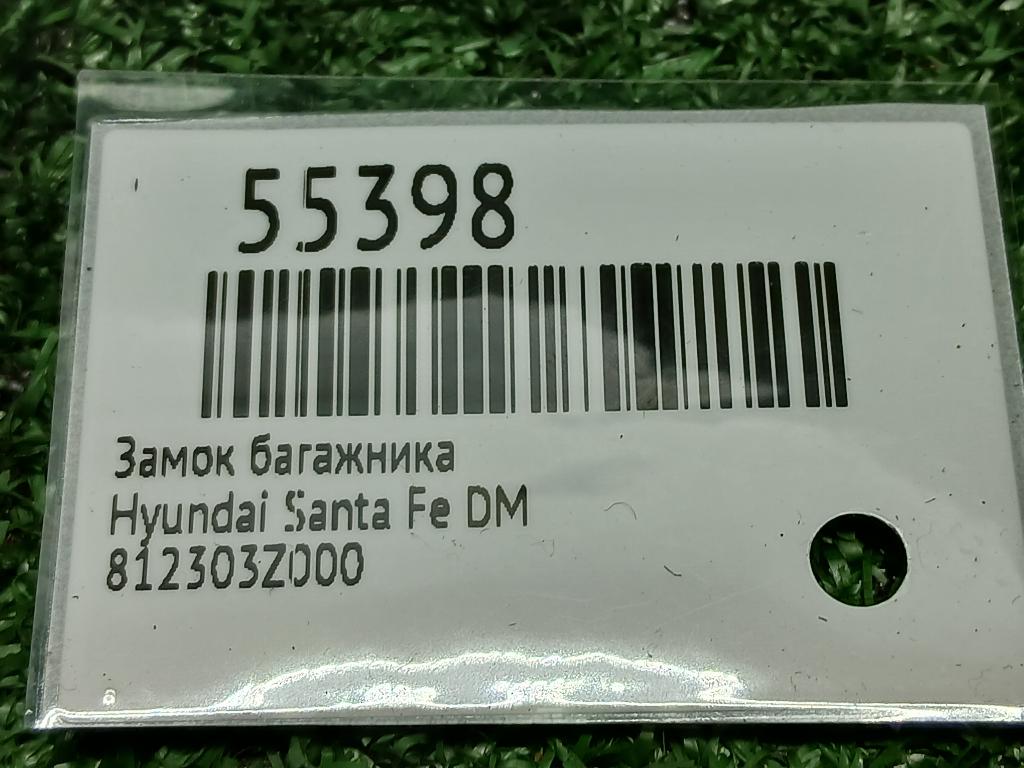 55398
Замок багажника
Hyundai Santa Fe DM
812303Z000